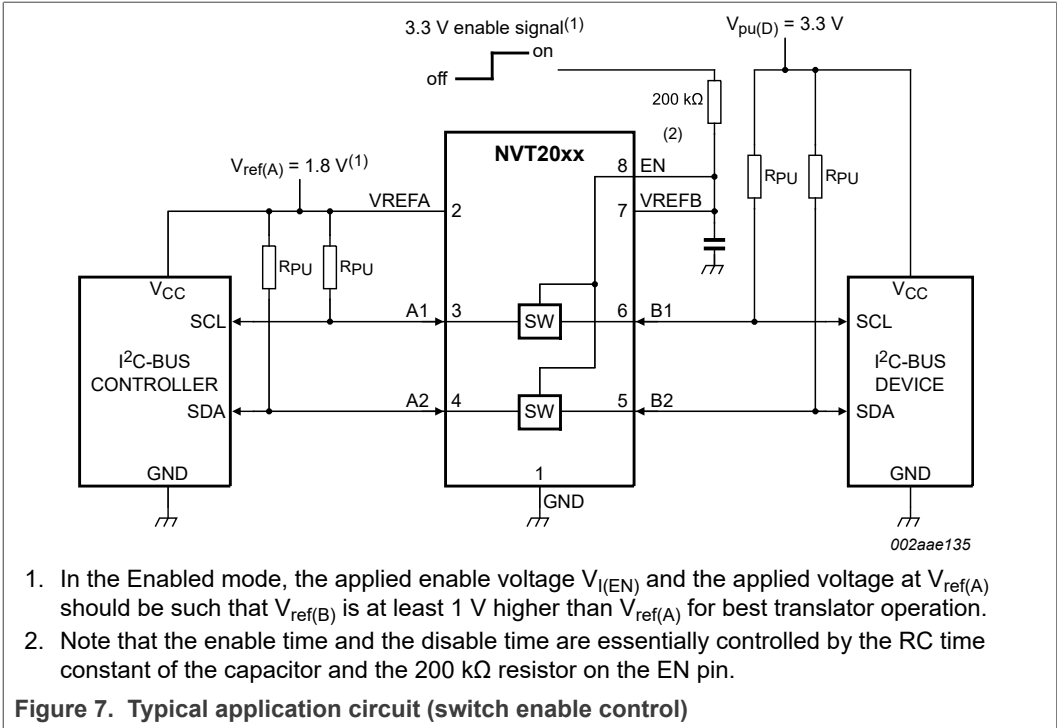 3.3 V enable signal(1)
on
off
Vpu(D) = 3.3 V
200 kΩ
(2)
NVT20xx
Vref(A) = 1.8 V(1)
VREFA
2
8
EN
7
VREFB
RPU
RPU
RPU
RPU
VCC
SCL
I2C-BUS
CONTROLLER
SDA
GND
A1
3
SW
6
B1
A2
4
SW
5
B2
1
GND
VCC
SCL
I2C-BUS
DEVICE
SDA
GND
002aae135
1. In the Enabled mode, the applied enable voltage VI(EN) and the applied voltage at Vref(A)
should be such that Vref(B) is at least 1 V higher than Vref(A) for best translator operation.
2. Note that the enable time and the disable time are essentially controlled by the RC time
constant of the capacitor and the 200 kΩ resistor on the EN pin.
Figure 7. Typical application circuit (switch enable control)